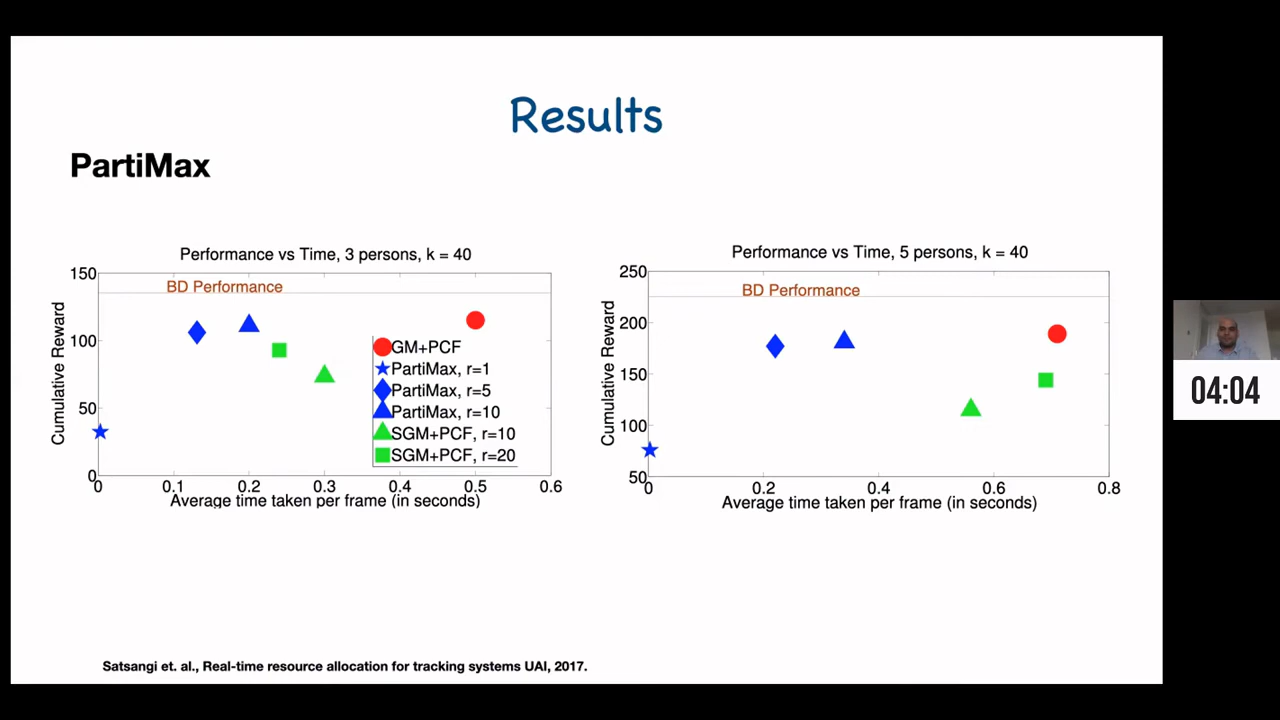 Results
PartiMax
Performance vs Time, 3 persons, k = 40
150
BD Performance
100
50
0
Cumulative Reward
GM+PCF
PartiMax, r=1
PartiMax, r=5
PartiMax, r=10
SGM+PCF, r=10
SGM+PCF, r=20
0 0.1 0.2 0.3 0.4 0.5 0.6
Average time taken per frame (in seconds)
Performance vs Time, 5 persons, k = 40
250
BD Performance
200
150
100
50
Cumulative Reward
0 0.2 0.4 0.6 0.8
Average time taken per frame (in seconds)
04:04
Satsangi et. al., Real-time resource allocation for tracking systems UAI, 2017.